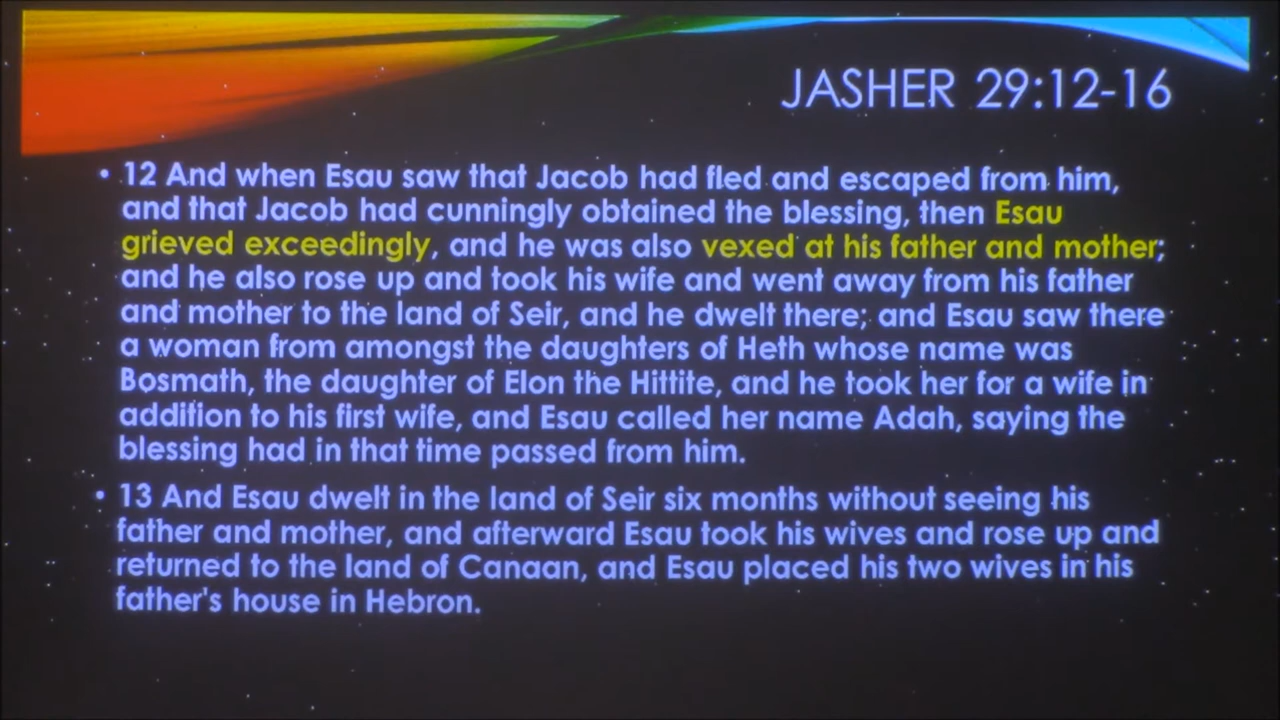 JASHER 29:12-16
• 12 And when Esau saw that Jacob had fled and escaped from him,
and that Jacob had cunningly obtained the blessing, then Esau
grieved exceedingly, and he was also vexed at his father and mother;
and he also rose up and took his wife and went away from his father
and mother to the land of Seir, and he dwelt there; and Esau saw there
a woman from amongst the daughters of Heth whose name was
Bosmath, the daughter of Elon the Hittite, and he took her for a wife in
addition to his first wife, and Esau called her name Adah, saying the
blessing had in that time passed from him.
• 13 And Esau dwelt in the land of Seir six months without seeing his
father and mother, and afterward Esau took his wives and rose up and
returned to the land of Canaan, and Esau placed his two wives in his
father's house in Hebron.